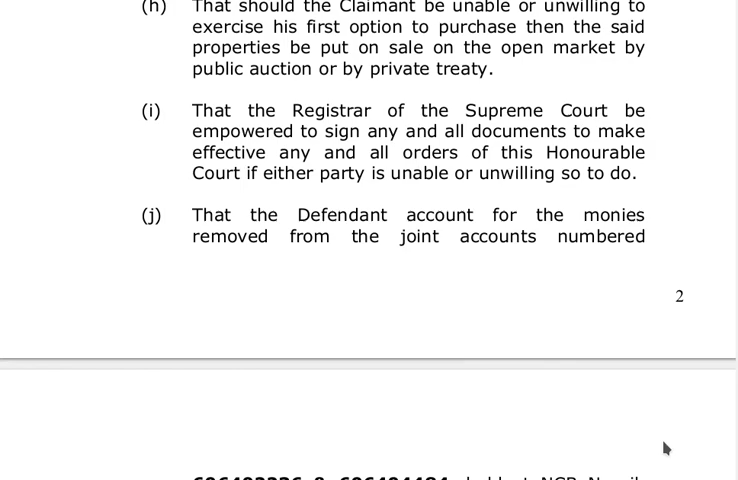 (h) That should the Claimant be unable or unwilling to
exercise his first option to purchase then the said
properties be put on sale on the open market by
public auction or by private treaty.
(i) That the Registrar of the Supreme Court be
empowered to sign any and all documents to make
effective any and all orders of this Honourable
Court if either party is unable or unwilling so to do.
(j) That the Defendant account for the monies
removed from the joint accounts numbered
2